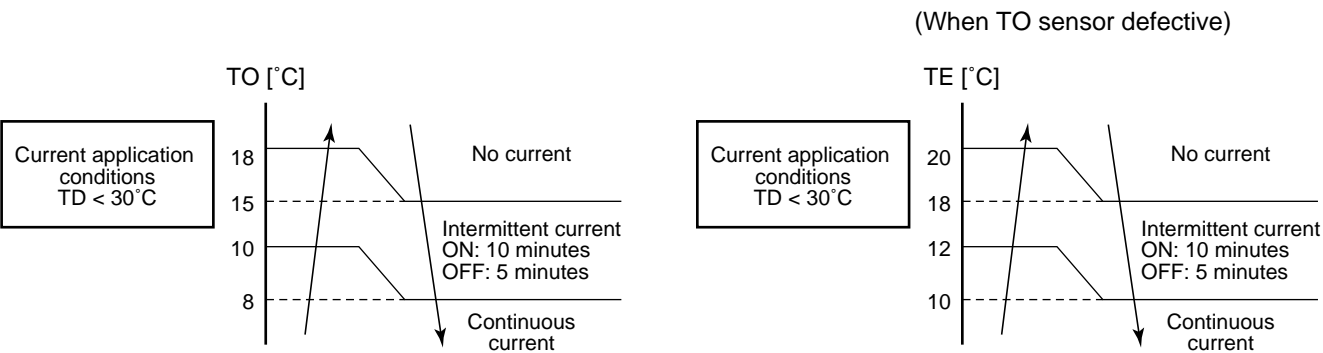 (When TO sensor defective)
TO [˚C]
Current application
conditions
TD < 30˚C
18
15
10
8
No current
Intermittent current
ON: 10 minutes
OFF: 5 minutes
Continuous
current
TE [˚C]
Current application
conditions
TD < 30˚C
20
18
12
10
No current
Intermittent current
ON: 10 minutes
OFF: 5 minutes
Continuous
current